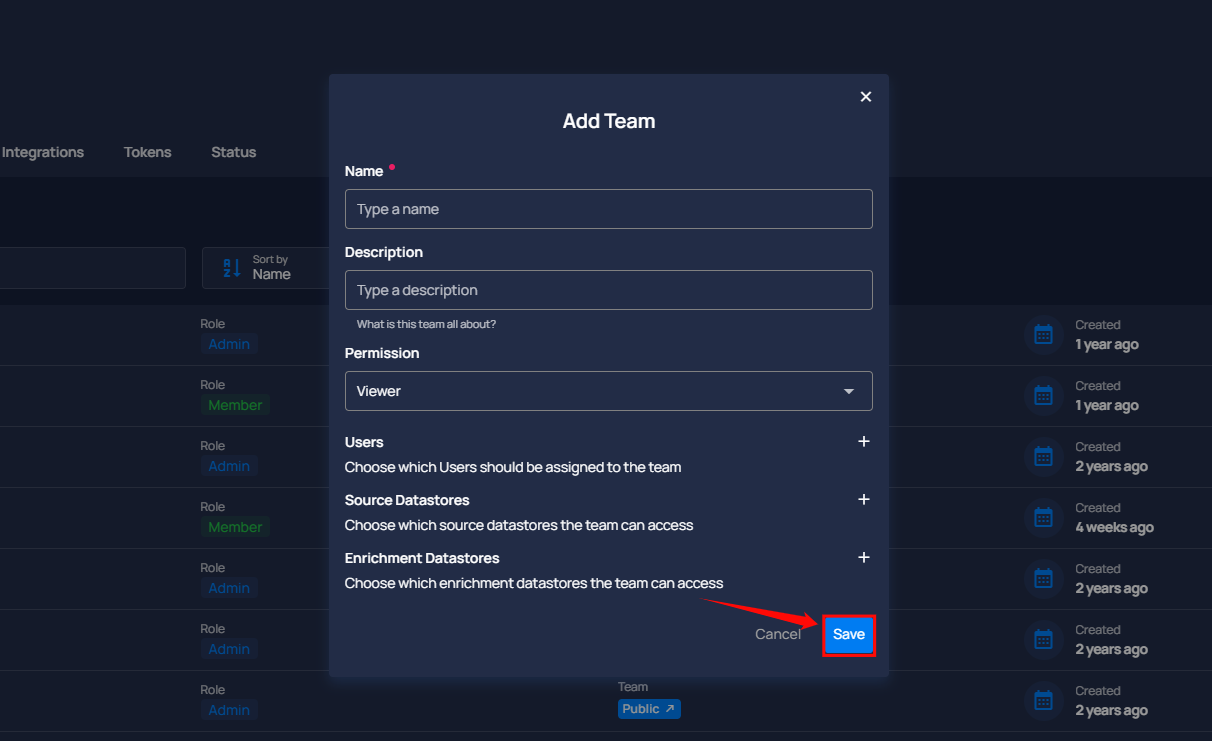 Add Team
Integrations Tokens Status
Name
Type a name
Sort by
Name
Description
Type a description
What is this team all about?
Permission
Viewer
Users
Choose which Users should be assigned to the team
Source Datastores
Choose which source datastores the team can access
Enrichment Datastores
Choose which enrichment datastores the team can access
Cancel Save
Role
Admin
Created
1 year ago
Role
Member
Created
1 year ago
Role
Admin
Created
2 years ago
Role
Member
Created
4 weeks ago
Role
Admin
Created
2 years ago
Role
Admin
Created
2 years ago
Role
Admin
Team
Public
Created
2 years ago